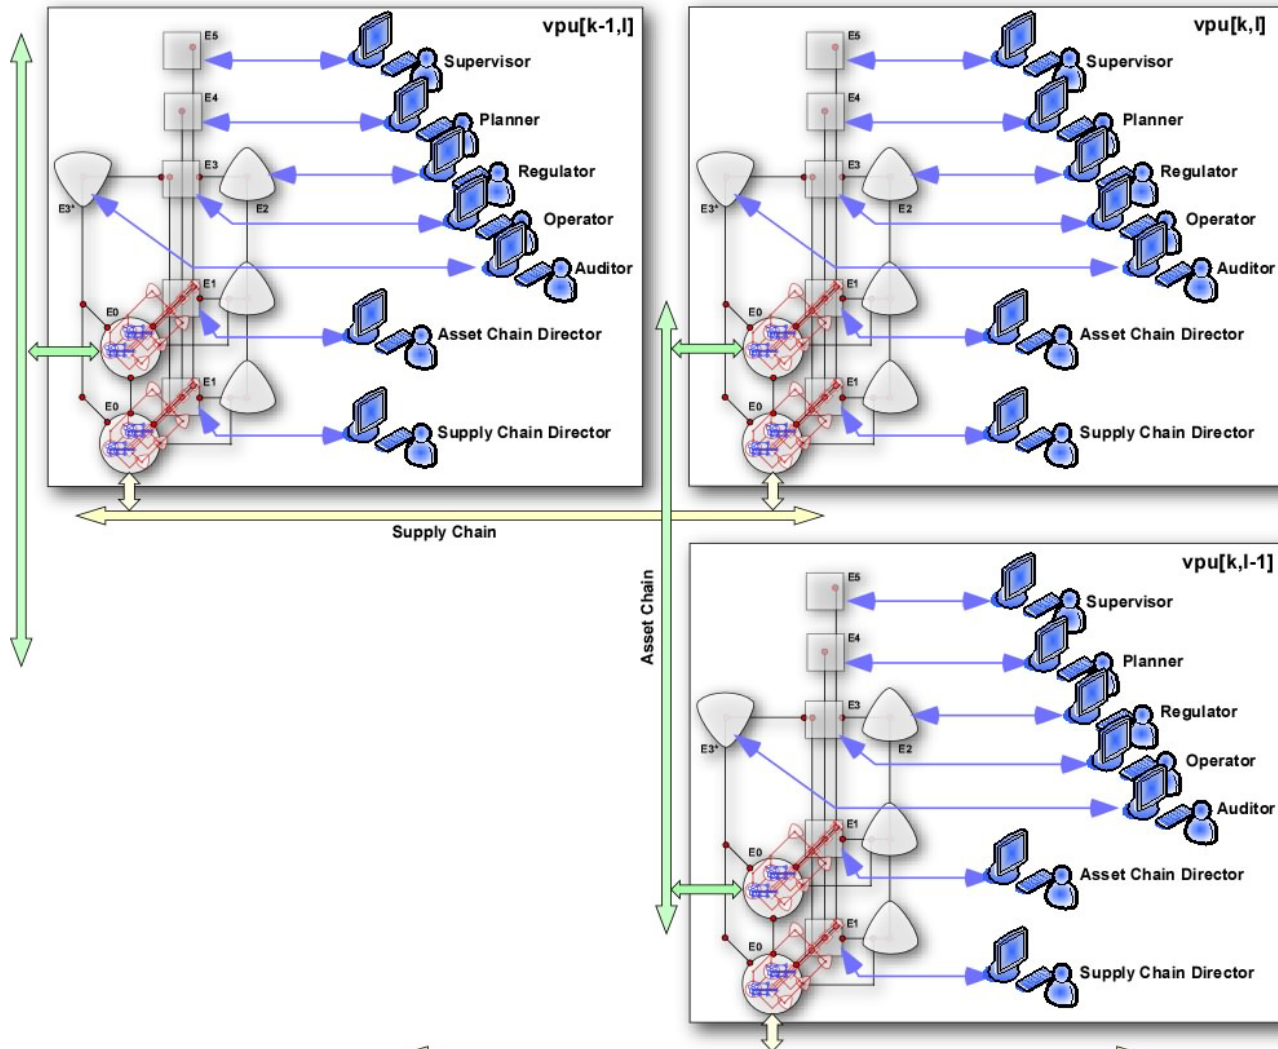 vpu[k-1,l]
E5
Supervisor
E4
Planner
E3
Regulator
E3*
E2
Operator
Auditor
E1
E0
Asset Chain Director
E1
E0
Supply Chain Director
vpu[k,l]
E5
Supervisor
E4
Planner
E3
Regulator
E3*
E2
Operator
Auditor
E1
E0
Asset Chain Director
E1
E0
Supply Chain Director
Supply Chain
Asset Chain
vpu[k,l-1]
E5
Supervisor
E4
Planner
E3
Regulator
E3*
E2
Operator
Auditor
E1
E0
Asset Chain Director
E1
E0
Supply Chain Director